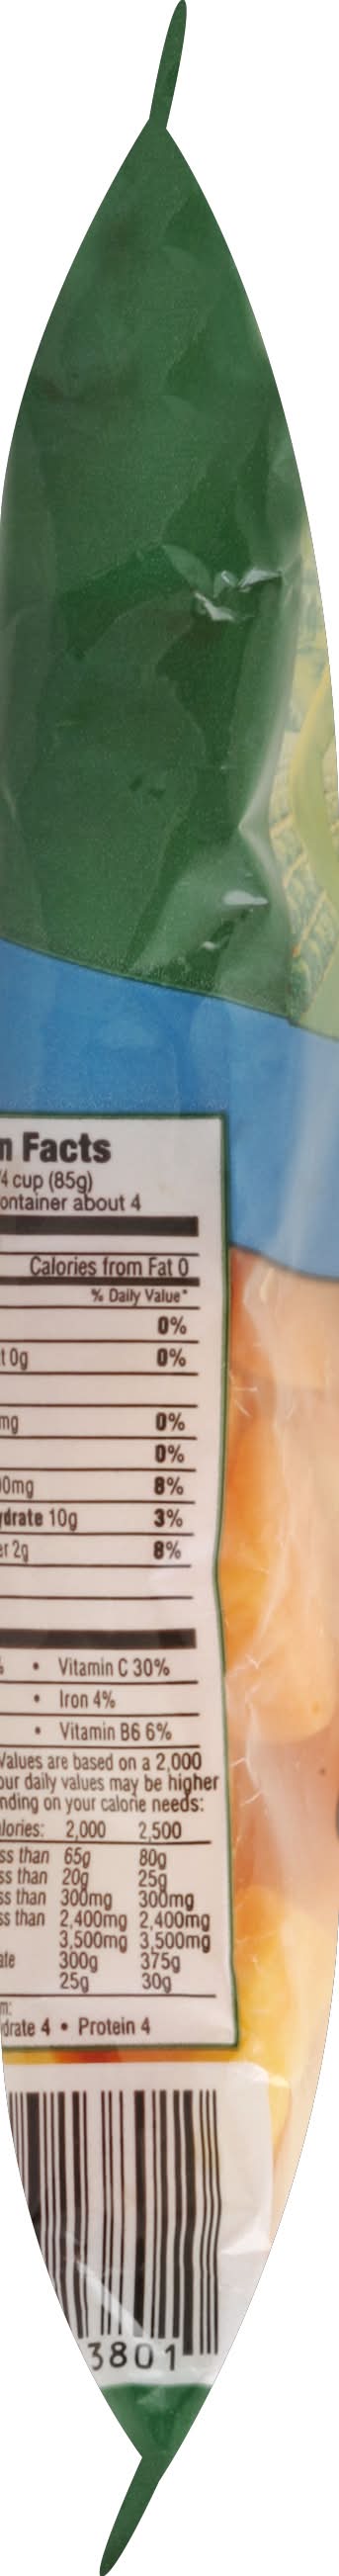 n Facts
/4 cup (85g)
ontainer about 4
Calories from Fat 0
% Daily Value*
0%
t 0g 0%
mg 0%
0%
0mg 8%
ydrate 10g 3%
er 2g 8%
% • Vitamin C 30%
• Iron 4%
• Vitamin B6 6%
Values are based on a 2,000
our daily values may be higher
nding on your calorie needs:
lories: 2,000 2,500
ss than 65g 80g
ss than 20g 25g
ss than 300mg 300mg
ss than 2,400mg 2,400mg
3,500mg 3,500mg
ate 300g 375g
25g 30g
m:
drate 4 • Protein 4
3801